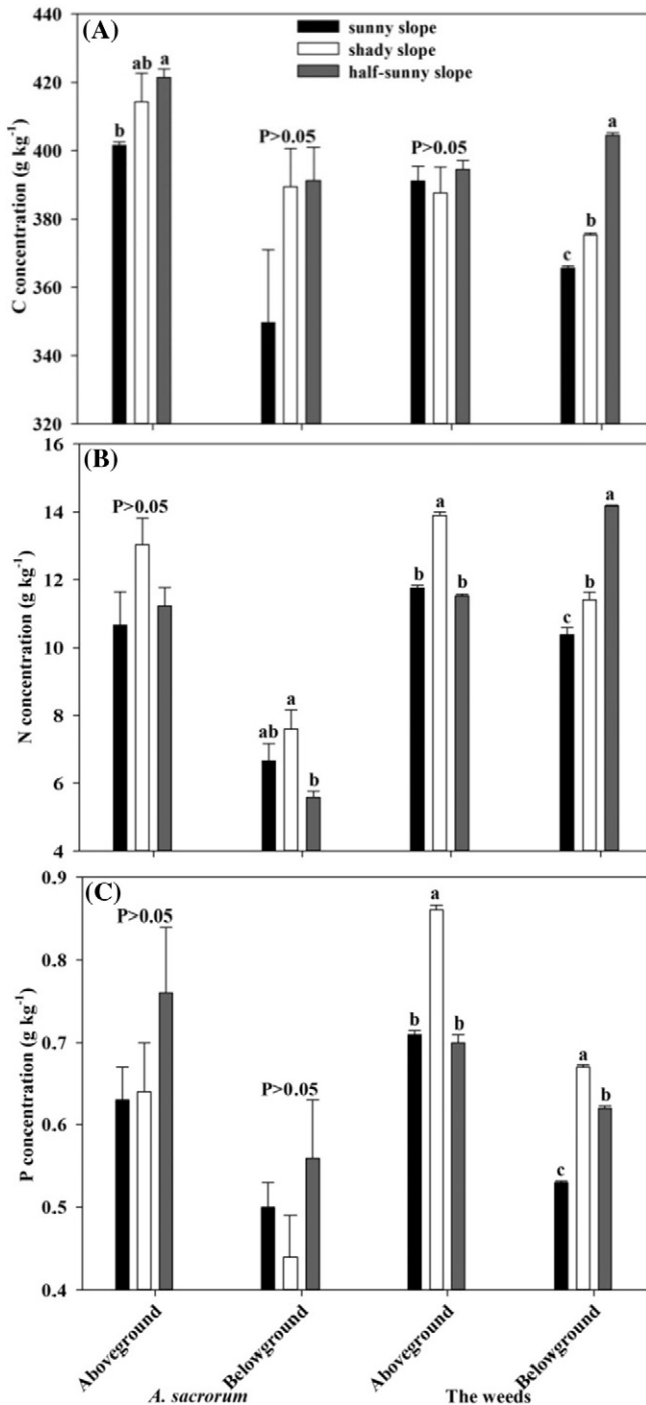 (A)
sunny slope
shady slope
half-sunny slope
C concentration (g kg⁻¹)
440
420
400
380
360
340
320
b
ab
a
P>0.05
P>0.05
c
b
a
(B)
N concentration (g kg⁻¹)
16
14
12
10
8
6
4
P>0.05
ab
a
b
b
a
b
c
b
a
(C)
P concentration (g kg⁻¹)
0.9
0.8
0.7
0.6
0.5
0.4
P>0.05
P>0.05
b
a
b
c
a
b
Aboveground
Belowground
Aboveground
Belowground
A. sacrorum
The weeds